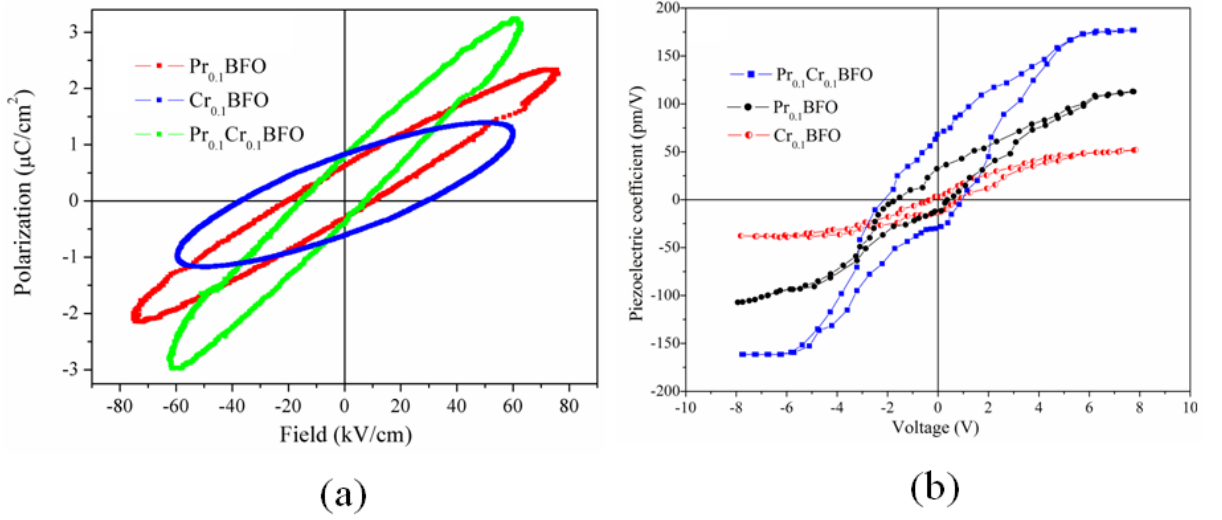 3
2
1
0
-1
-2
-3
Polarization (μC/cm²)
Pr₀.₁BFO
Cr₀.₁BFO
Pr₀.₁Cr₀.₁BFO
-80 -60 -40 -20 0 20 40 60 80
Field (kV/cm)
(a)
200
150
100
50
0
-50
-100
-150
-200
Piezoelectric coefficient (pm/V)
Pr₀.₁Cr₀.₁BFO
Pr₀.₁BFO
Cr₀.₁BFO
-10 -8 -6 -4 -2 0 2 4 6 8 10
Voltage (V)
(b)